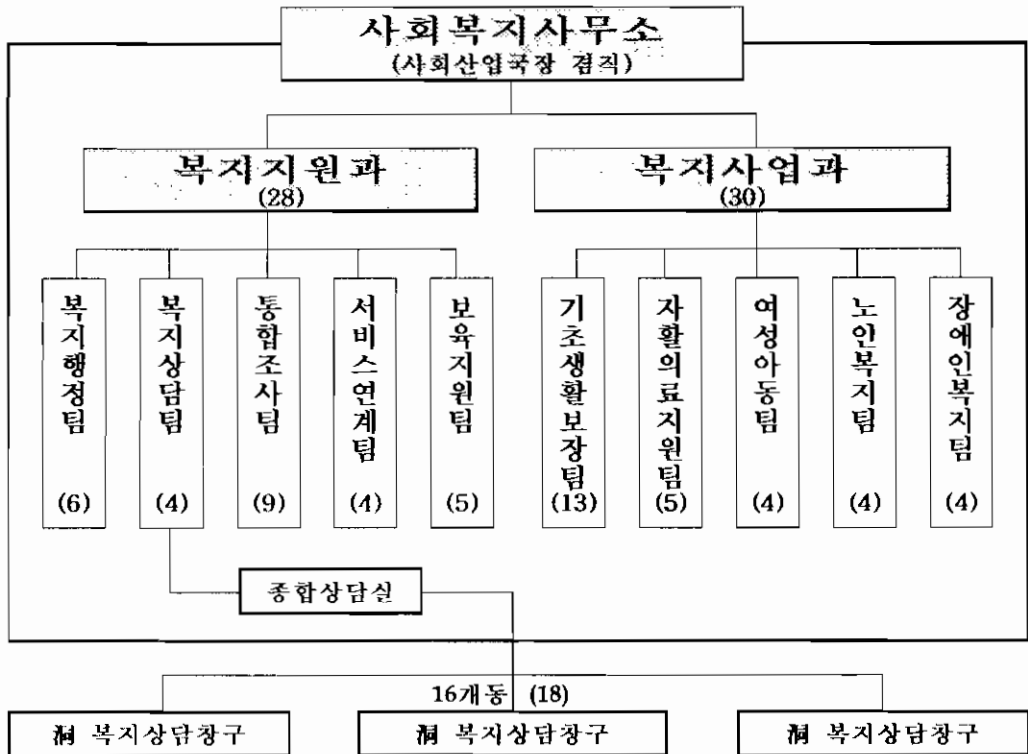 사회복지사무소
(사회산업국장 겸직)
복지지원과
(28)
복지사업과
(30)
복지행정팀
(6)
복지상담팀
(4)
통합조사팀
(9)
서비스연계팀
(4)
보육지원팀
(5)
기초생활보장팀
(13)
자활의료지원팀
(5)
여성아동팀
(4)
노인복지팀
(4)
장애인복지팀
(4)
종합상담실
16개동 (18)
洞 복지상담창구
洞 복지상담창구
洞 복지상담창구